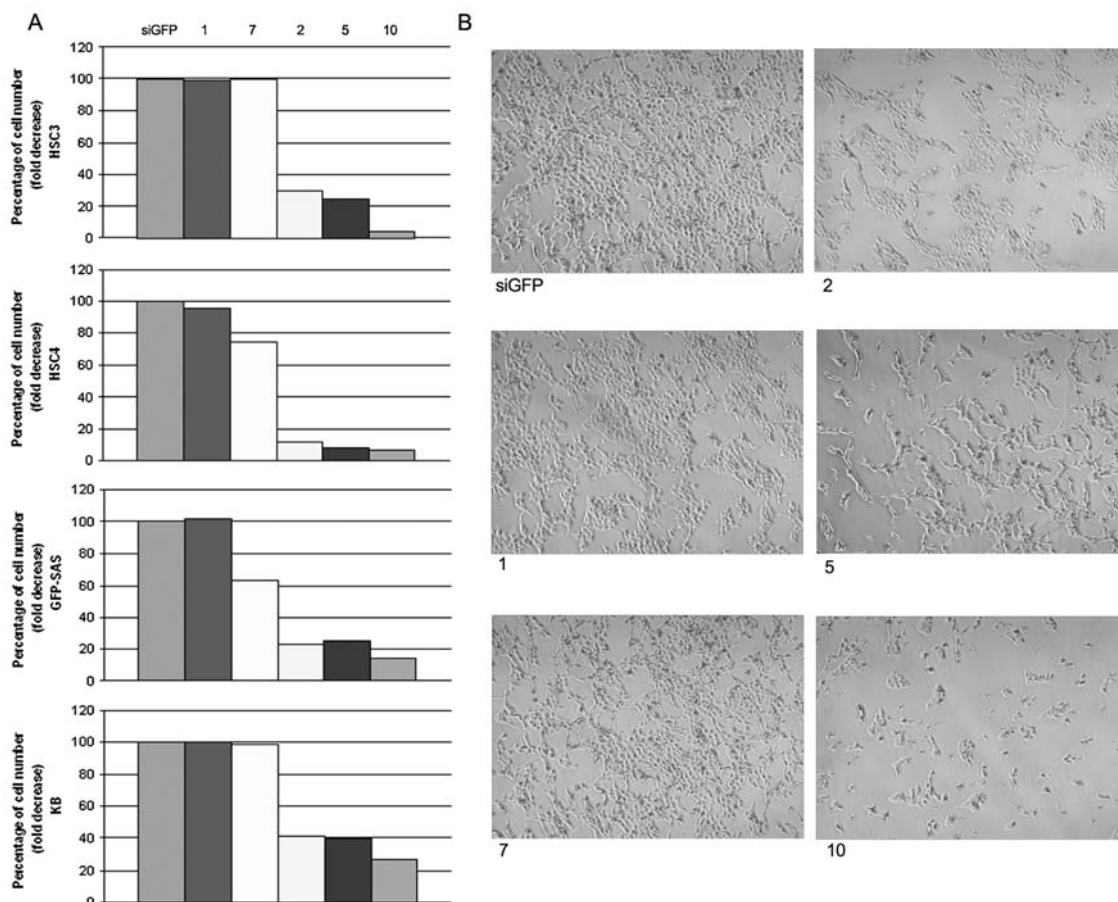 A
siGFP 1 7 2 5 10
Percentage of cell number
(fold decrease)
HSC3
120
100
80
60
40
20
0
Percentage of cell number
(fold decrease)
HSC4
120
100
80
60
40
20
0
Percentage of cell number
(fold decrease)
GFP-SAS
120
100
80
60
40
20
0
Percentage of cell number
(fold decrease)
KB
120
100
80
60
40
20
0
B
siGFP
2
1
5
7
10